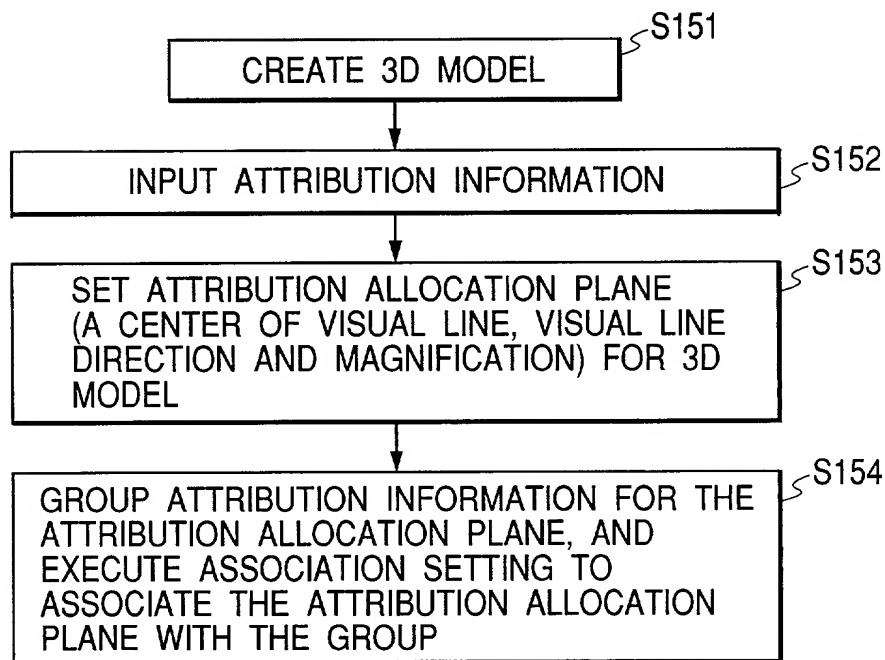 S151
CREATE 3D MODEL
S152
INPUT ATTRIBUTION INFORMATION
S153
SET ATTRIBUTION ALLOCATION PLANE
(A CENTER OF VISUAL LINE, VISUAL LINE
DIRECTION AND MAGNIFICATION) FOR 3D
MODEL
S154
GROUP ATTRIBUTION INFORMATION FOR THE
ATTRIBUTION ALLOCATION PLANE, AND
EXECUTE ASSOCIATION SETTING TO
ASSOCIATE THE ATTRIBUTION ALLOCATION
PLANE WITH THE GROUP